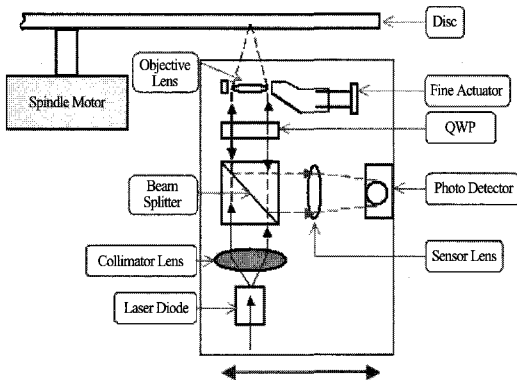 Disc
Objective
Lens
Spindle Motor
Fine Actuator
QWP
Beam
Splitter
Photo Detector
Collimator Lens
Sensor Lens
Laser Diode